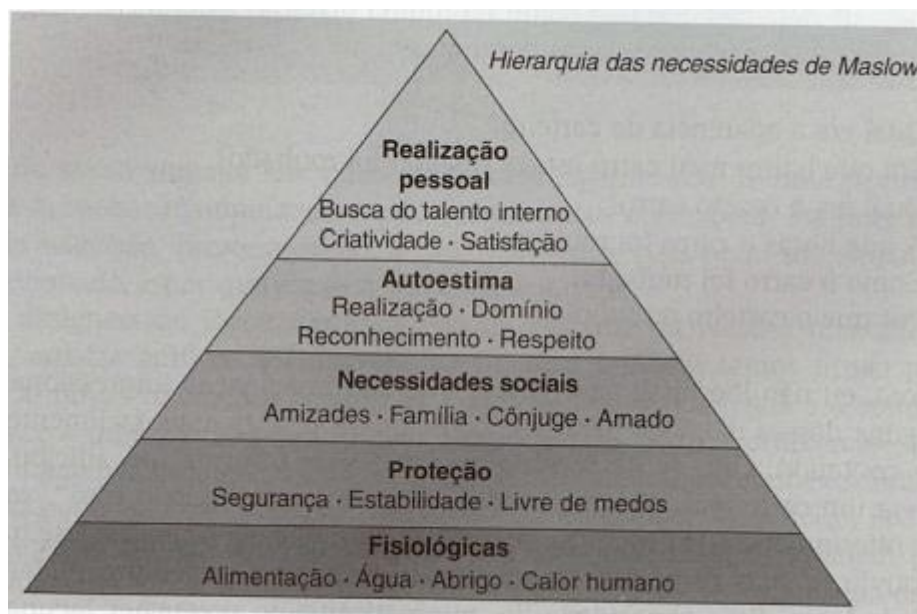 Hierarquia das necessidades de Maslow
Realização
pessoal
Busca do talento interno
Criatividade · Satisfação
Autoestima
Realização · Domínio
Reconhecimento · Respeito
Necessidades sociais
Amizades · Família · Cônjuge · Amado
Proteção
Segurança · Estabilidade · Livre de medos
Fisiológicas
Alimentação · Água · Abrigo · Calor humano